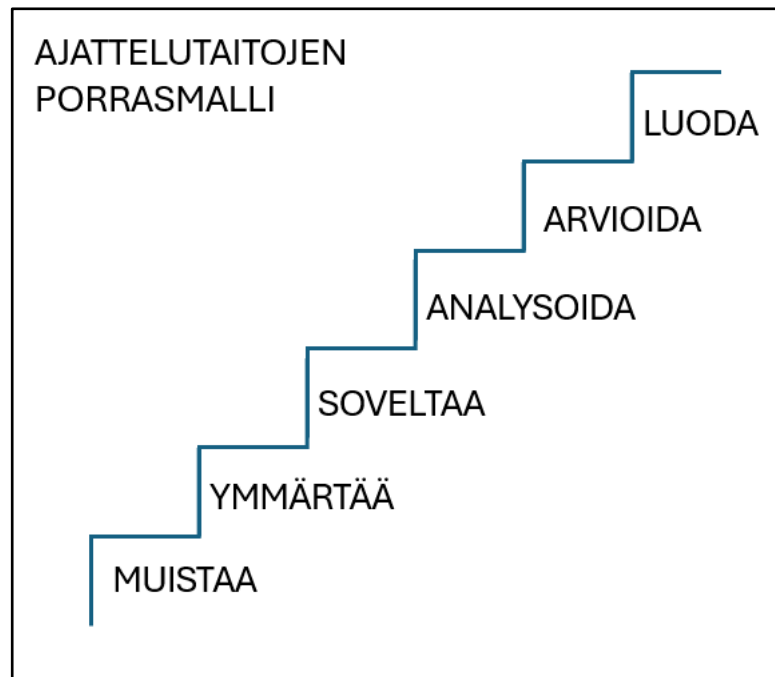 AJATTELUTAITOJEN
PORRASMALLI
LUODA
ARVIOIDA
ANALYSOIDA
SOVELTAA
YMMÄRTÄÄ
MUISTAA